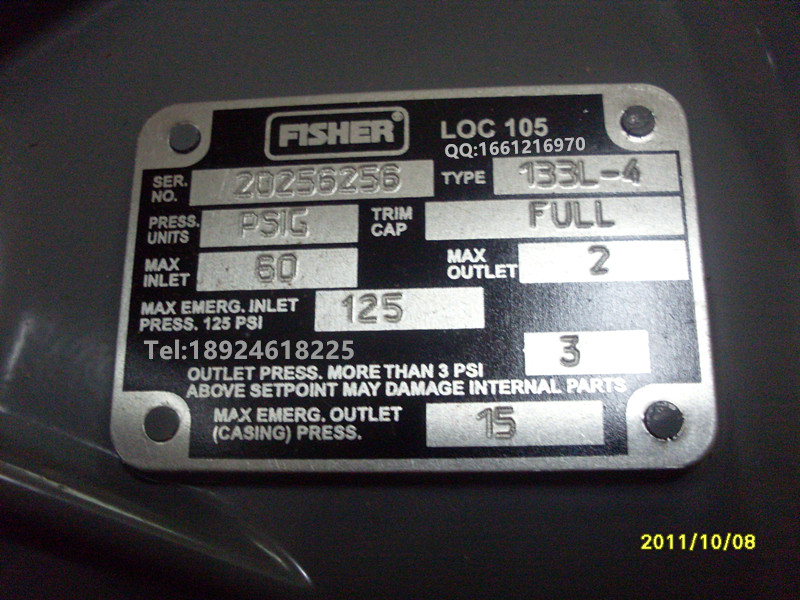 FISHER® LOC 105
QQ:1661216970
SER. NO. 20256256 TYPE 133L-4
PRESS. UNITS PSIG TRIM CAP FULL
MAX INLET 60 MAX OUTLET 2
MAX EMERG. INLET
PRESS. 125 PSI 125
Tel:18924618225
3
OUTLET PRESS. MORE THAN 3 PSI
ABOVE SETPOINT MAY DAMAGE INTERNAL PARTS
MAX EMERG. OUTLET
(CASING) PRESS. 15
2011/10/08